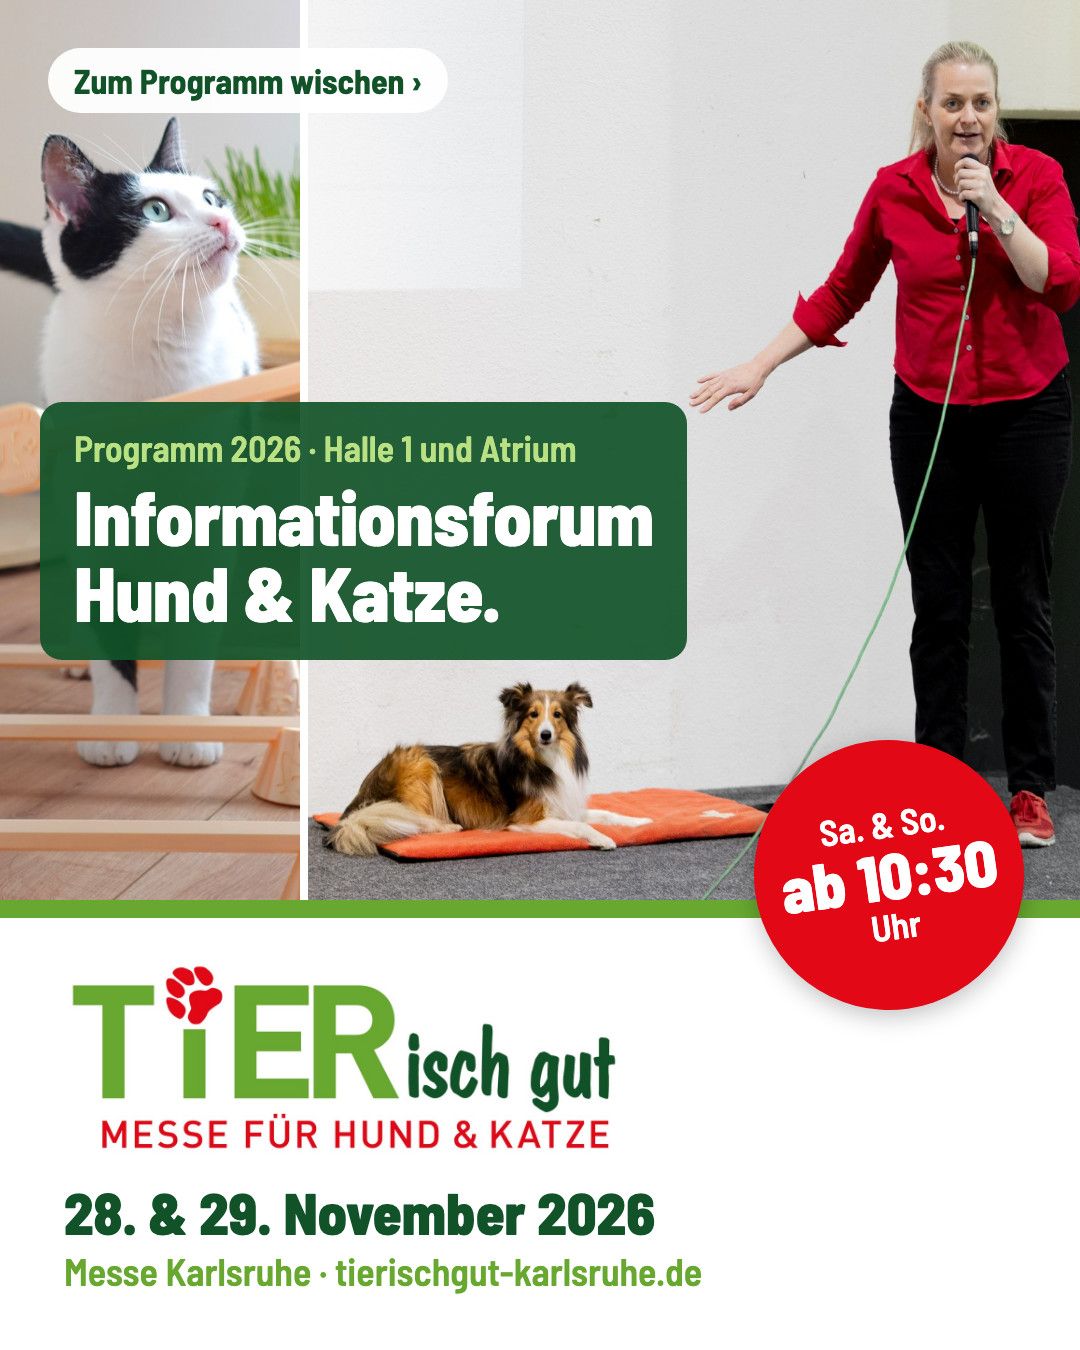 Zum Programm wischen ›
Programm 2026 · Halle 1 und Atrium
Informationsforum
Hund & Katze.
Sa. & So.
ab 10:30
Uhr
TiERisch gut
MESSE FÜR HUND & KATZE
28. & 29. November 2026
Messe Karlsruhe · tierischgut-karlsruhe.de